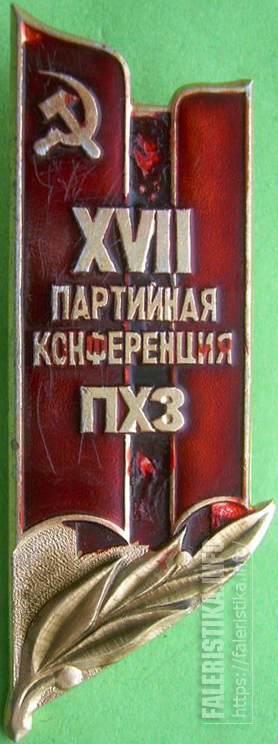 XVII
ПАРТИЙНАЯ
КОНФЕРЕНЦИЯ
ПХЗ
FALERISTIKA.INFO
https://faleristika.info